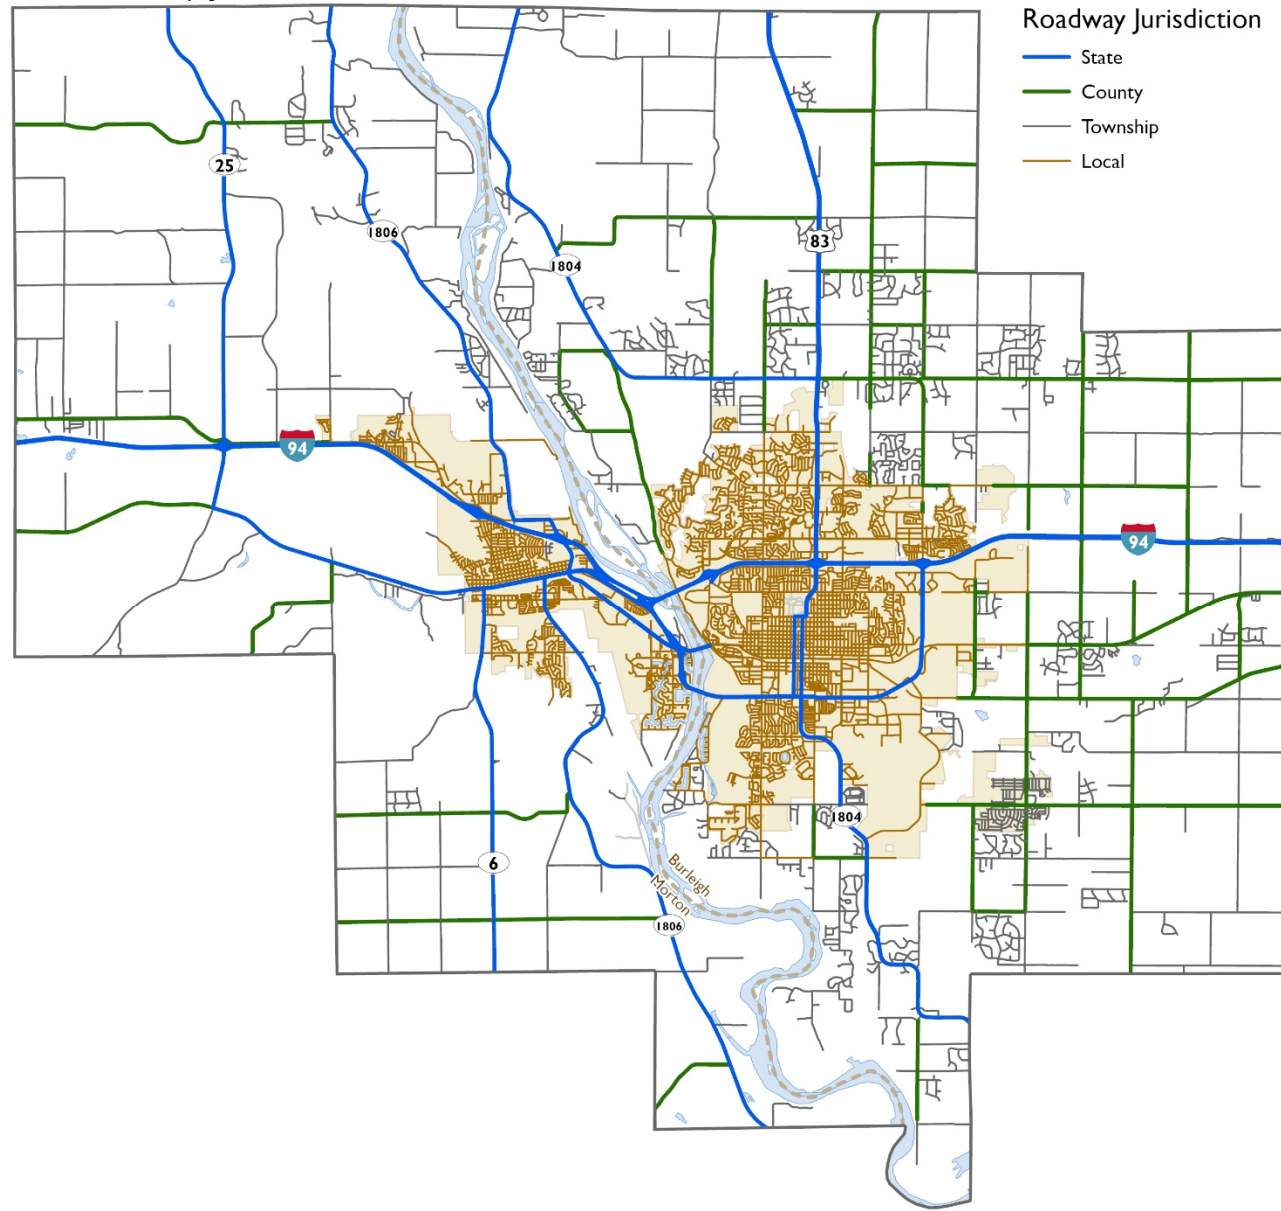 Roadway Jurisdiction
State
County
Township
Local
25
1806
1804
83
94
94
1804
6
Burleigh
Morton
1806